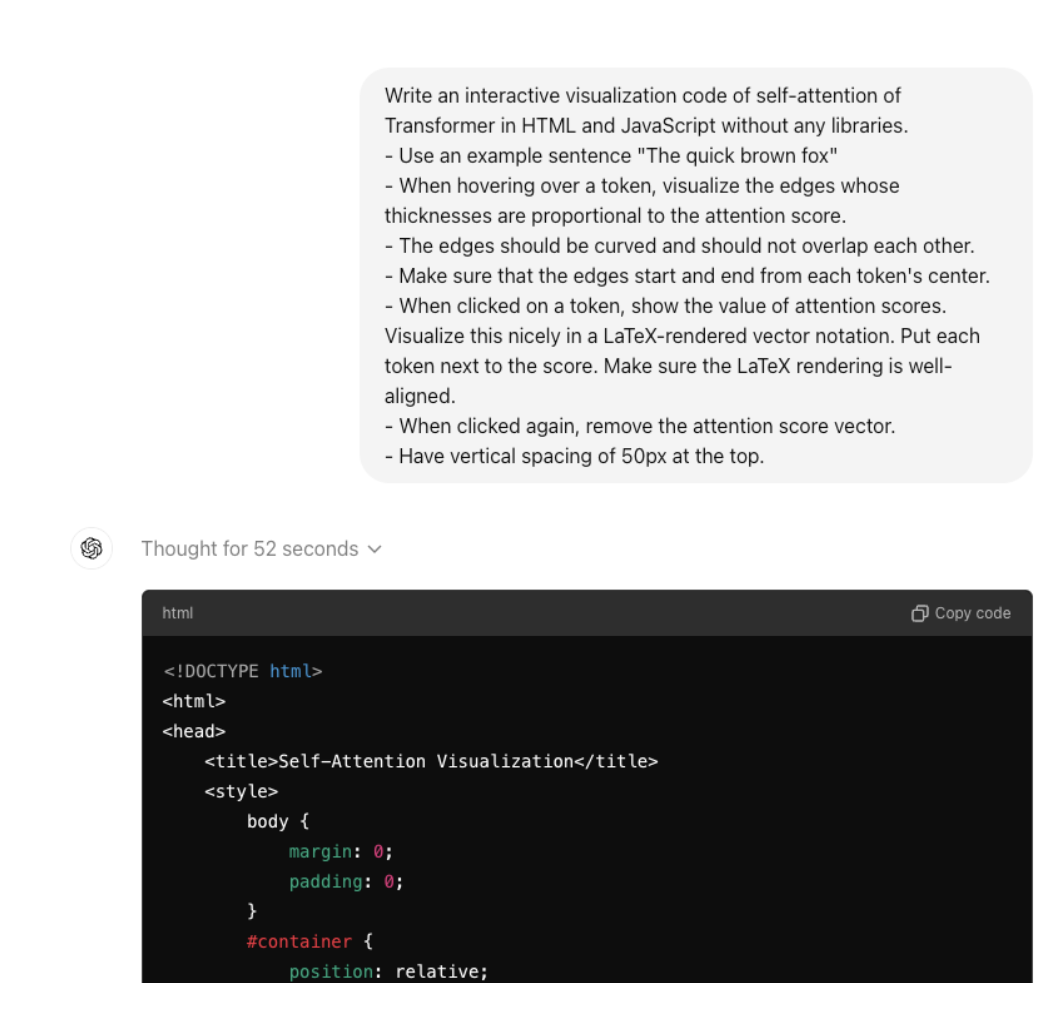 Write an interactive visualization code of self-attention of
Transformer in HTML and JavaScript without any libraries.
- Use an example sentence "The quick brown fox"
- When hovering over a token, visualize the edges whose
thicknesses are proportional to the attention score.
- The edges should be curved and should not overlap each other.
- Make sure that the edges start and end from each token's center.
- When clicked on a token, show the value of attention scores.
Visualize this nicely in a LaTeX-rendered vector notation. Put each
token next to the score. Make sure the LaTeX rendering is well-
aligned.
- When clicked again, remove the attention score vector.
- Have vertical spacing of 50px at the top.
Thought for 52 seconds
html Copy code
<!DOCTYPE html>
<html>
<head>
    <title>Self-Attention Visualization</title>
    <style>
        body {
            margin: 0;
            padding: 0;
        }
        #container {
            position: relative;